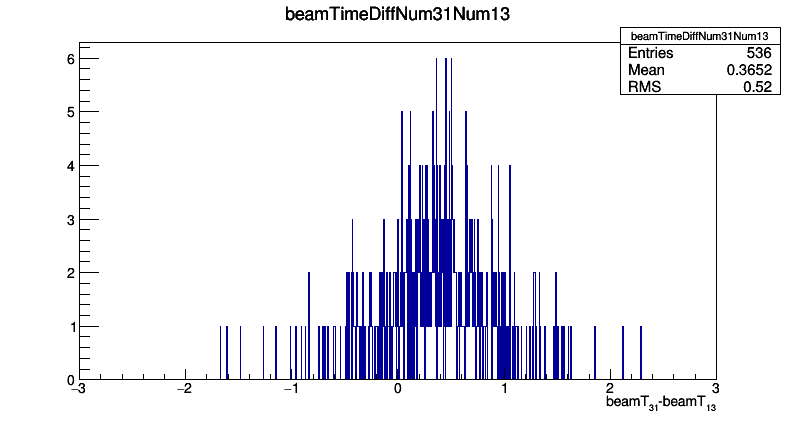 beamTimeDiffNum31Num13
beamTimeDiffNum31Num13
Entries 536
Mean 0.3652
RMS 0.52
6
5
4
3
2
1
0
−3 −2 −1 0 1 2 3
beamT31-beamT13